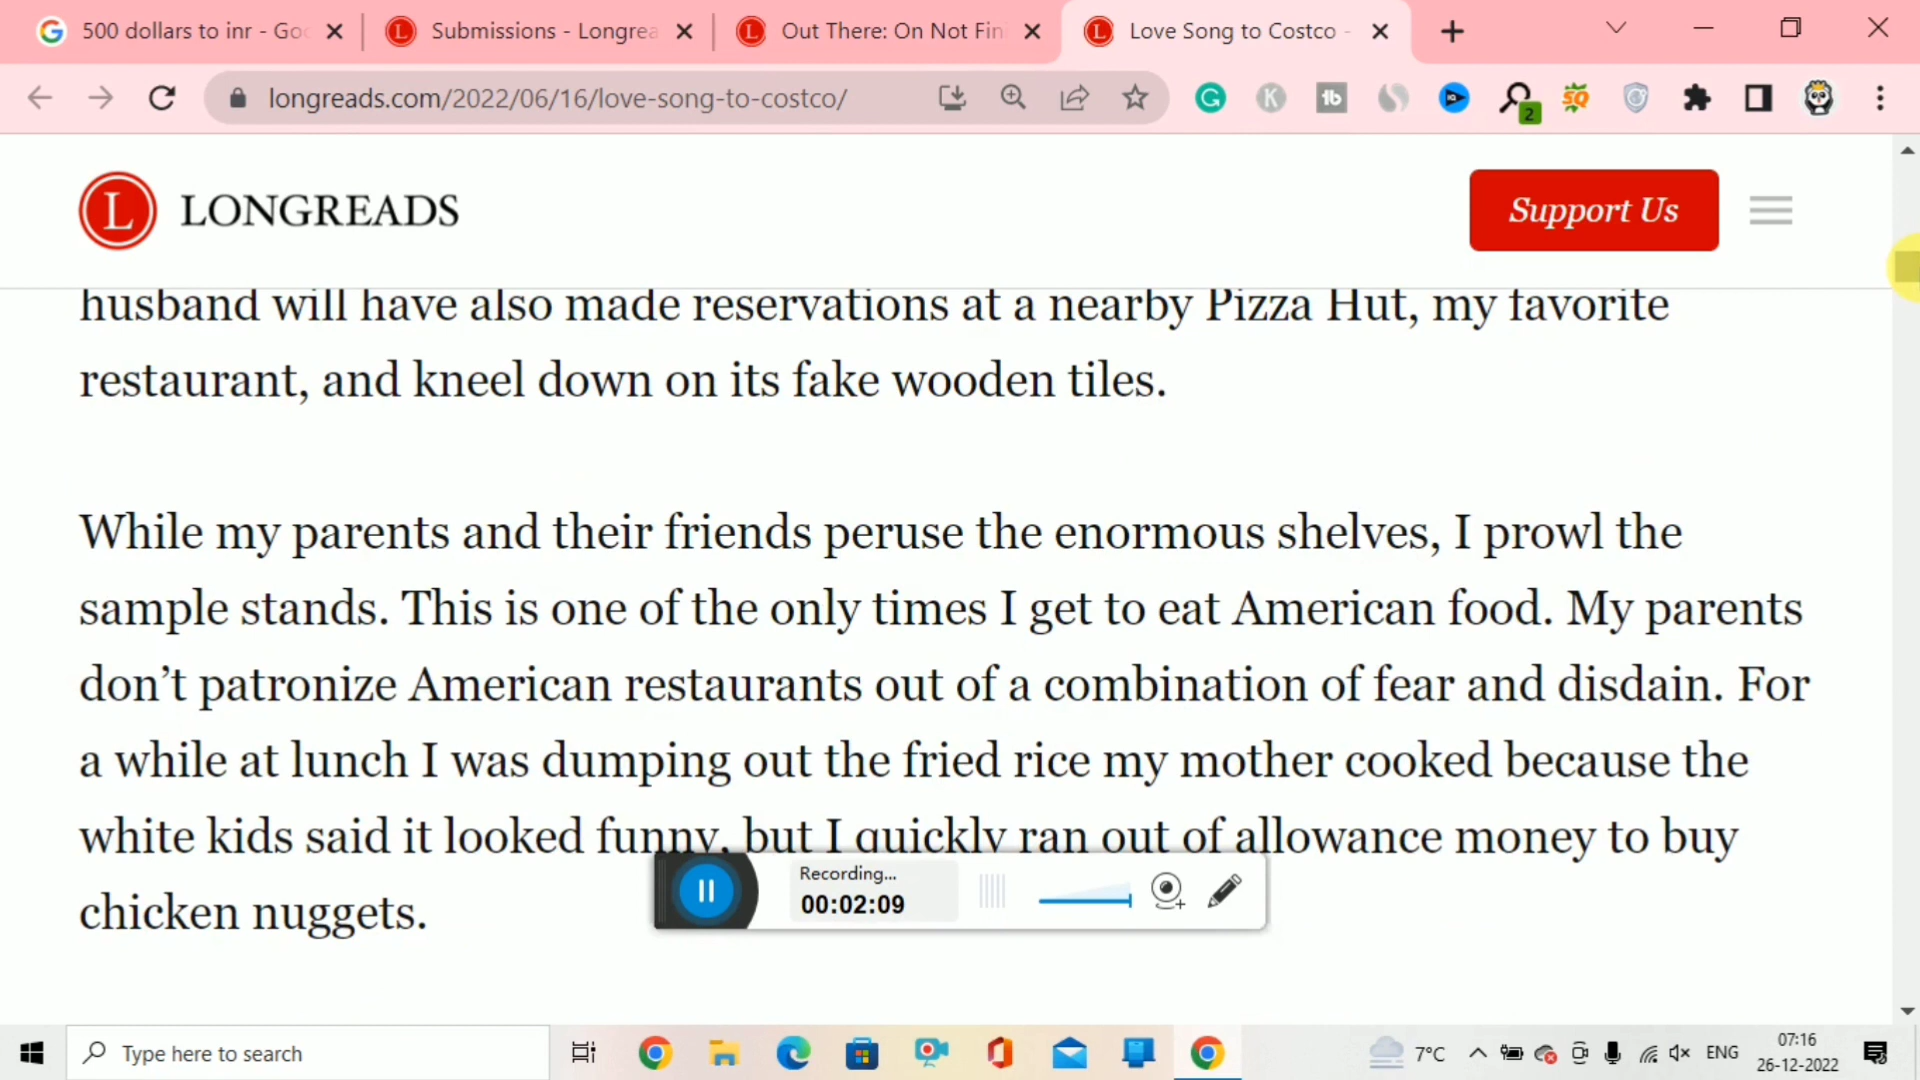 500 dollars to inr - Goo
Submissions - Longrea
Out There: On Not Fin
Love Song to Costco -
longreads.com/2022/06/16/love-song-to-costco/
2
L LONGREADS
Support Us
husband will have also made reservations at a nearby Pizza Hut, my favorite
restaurant, and kneel down on its fake wooden tiles.
While my parents and their friends peruse the enormous shelves, I prowl the
sample stands. This is one of the only times I get to eat American food. My parents
don’t patronize American restaurants out of a combination of fear and disdain. For
a while at lunch I was dumping out the fried rice my mother cooked because the
white kids said it looked funny, but I quickly ran out of allowance money to buy
chicken nuggets.
Recording...
00:02:09
Type here to search
7°C
ENG
07:16
26-12-2022